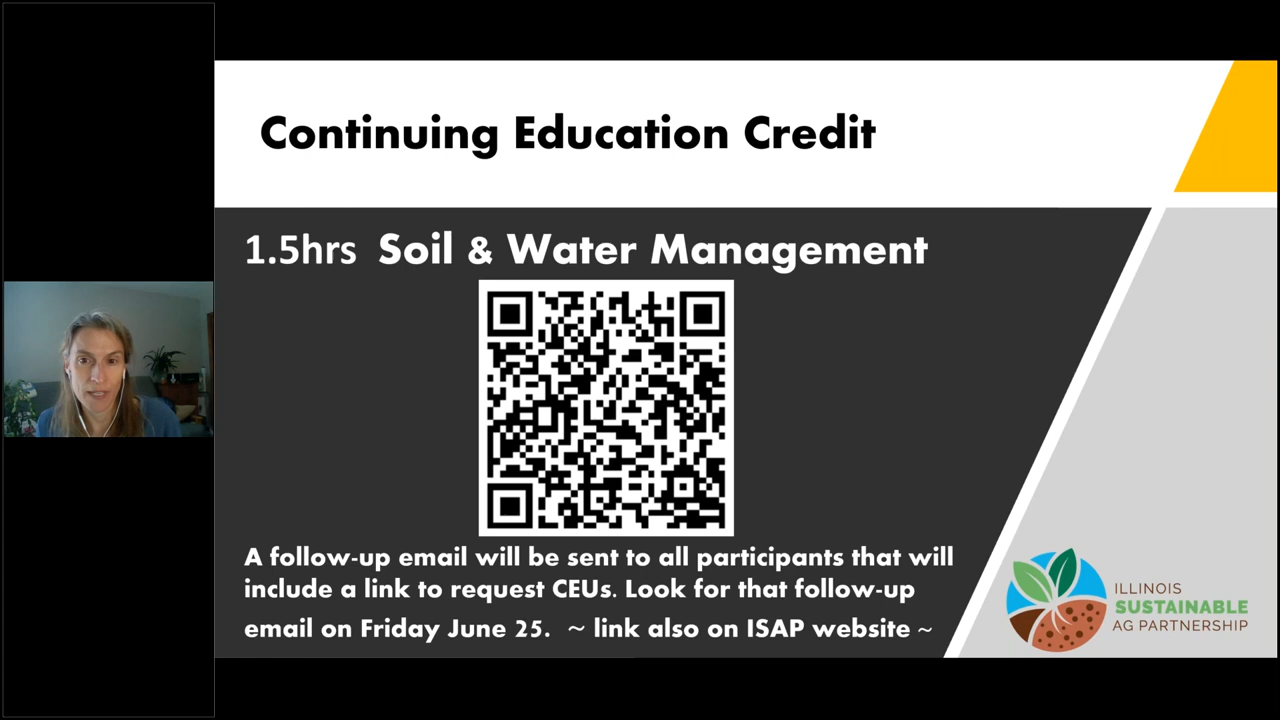 Continuing Education Credit
1.5hrs Soil & Water Management
A follow-up email will be sent to all participants that will
include a link to request CEUs. Look for that follow-up
email on Friday June 25. ~ link also on ISAP website ~
ILLINOIS
SUSTAINABLE
AG PARTNERSHIP